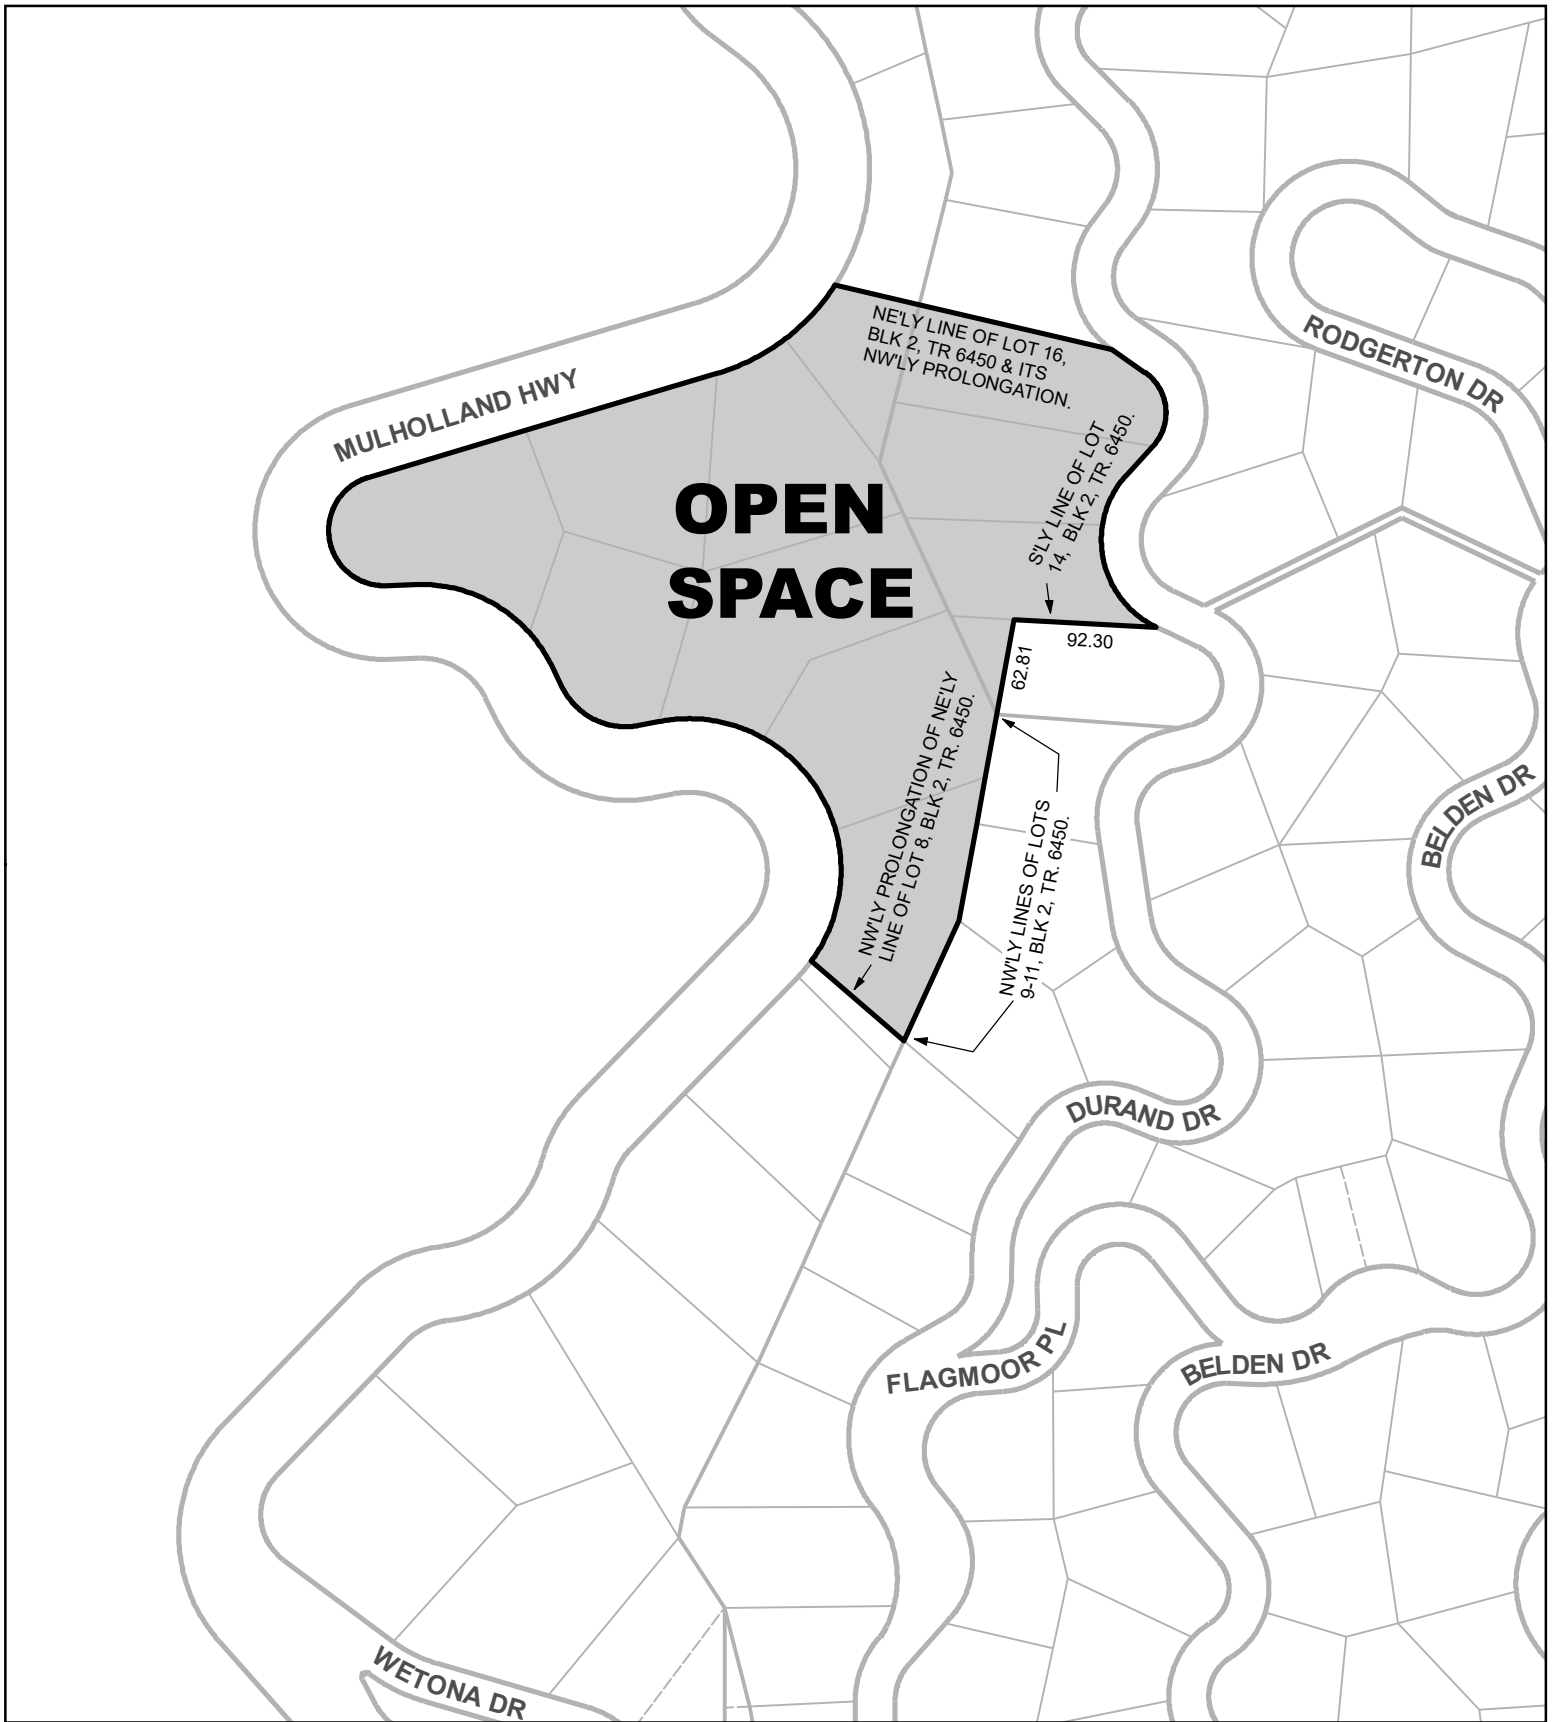 NE'LY LINE OF LOT 16,
BLK 2, TR 6450 & ITS
NW'LY PROLONGATION.
RODGERTON DR
MULHOLLAND HWY
S'LY LINE OF LOT
14, BLK 2, TR. 6450.
OPEN
SPACE
92.30
62.81
NW'LY PROLONGATION OF NE'LY
LINE OF LOT 8, BLK 2, TR. 6450.
NW'LY LINES OF LOTS
9-11, BLK 2, TR. 6450.
BELDEN DR
DURAND DR
FLAGMOOR PL
BELDEN DR
WETONA DR